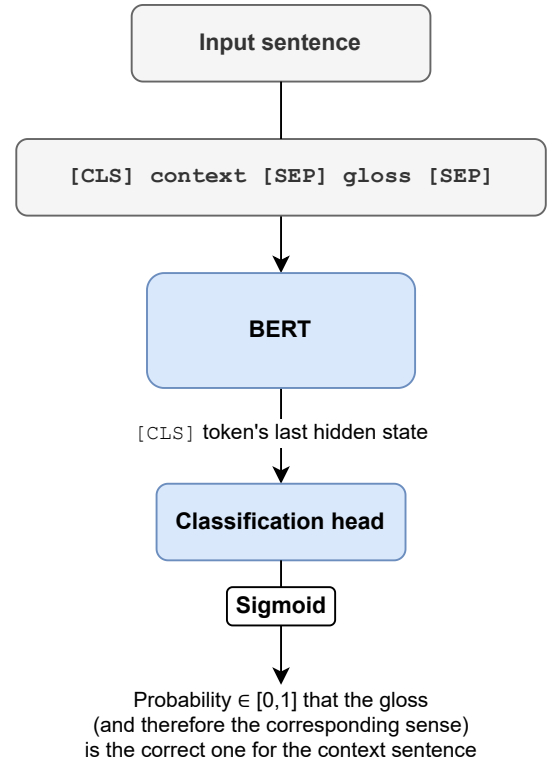 Input sentence
[CLS] context [SEP] gloss [SEP]
BERT
[CLS] token's last hidden state
Classification head
Sigmoid
Probability ∈ [0,1] that the gloss
(and therefore the corresponding sense)
is the correct one for the context sentence